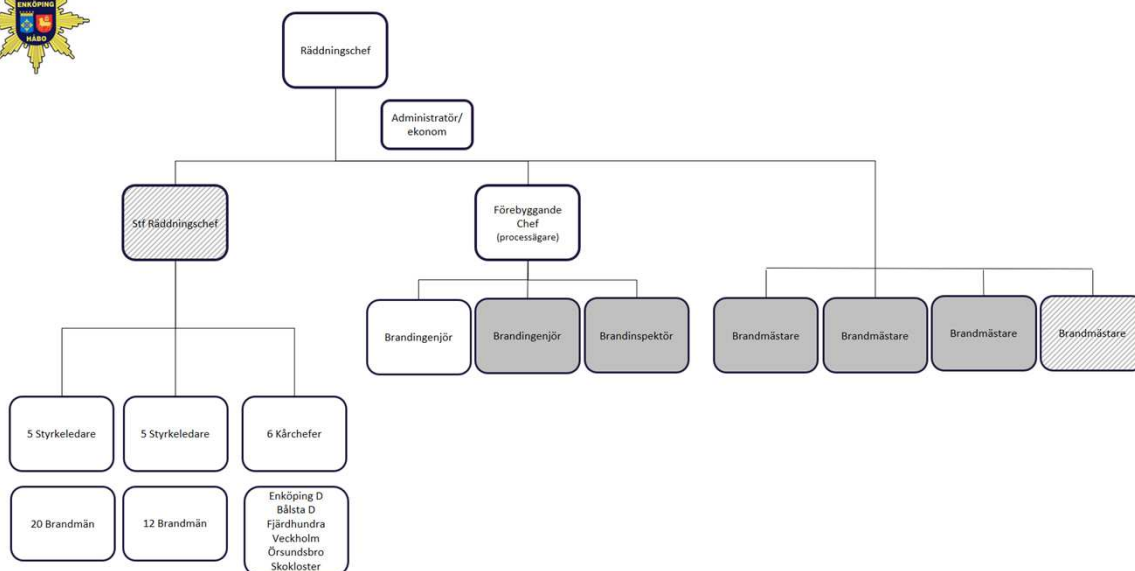 ENKÖPING
HÅBO
Räddningschef
Administratör/
ekonom
Stf Räddningschef
Förebyggande
Chef
(processägare)
Brandingenjör
Brandingenjör
Brandinspektör
Brandmästare
Brandmästare
Brandmästare
Brandmästare
5 Styrkeledare
5 Styrkeledare
6 Kårchefer
20 Brandmän
12 Brandmän
Enköping D
Bålsta D
Fjärdhundra
Veckholm
Örsundsbro
Skokloster